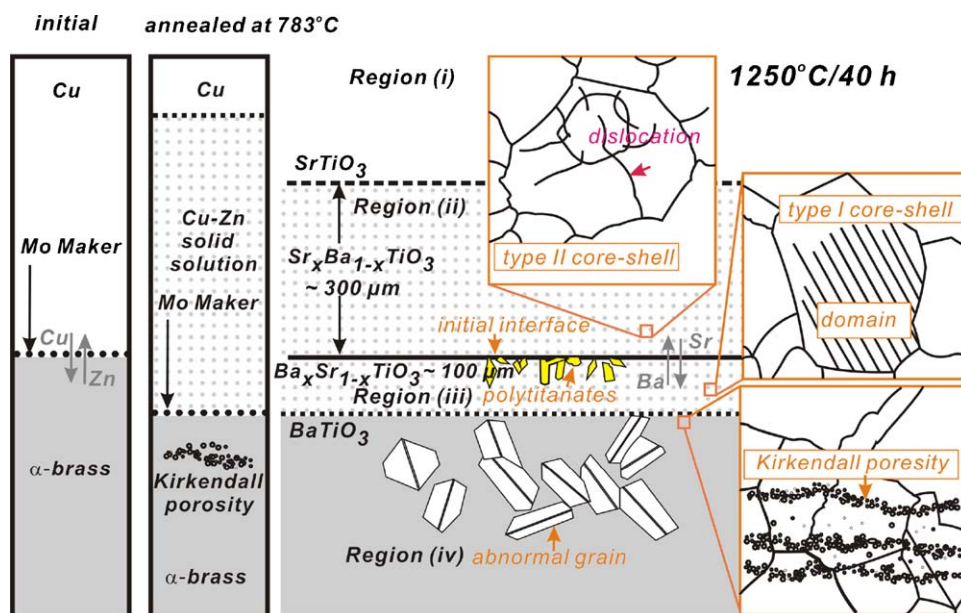 initial
annealed at 783°C
Cu
Mo Maker
Cu
Zn
α-brass
Cu
Cu-Zn
solid
solution
Mo Maker
Kirkendall
porosity
α-brass
Region (i)
1250°C/40 h
SrTiO3
Region (ii)
SrxBa1-xTiO3
~ 300 μm
initial interface
BaxSr1-xTiO3~ 100 μm
Region (iii)
polytitanates
Ba
Sr
BaTiO3
Region (iv)
abnormal grain
dislocation
type II core-shell
type I core-shell
domain
Kirkendall poresity